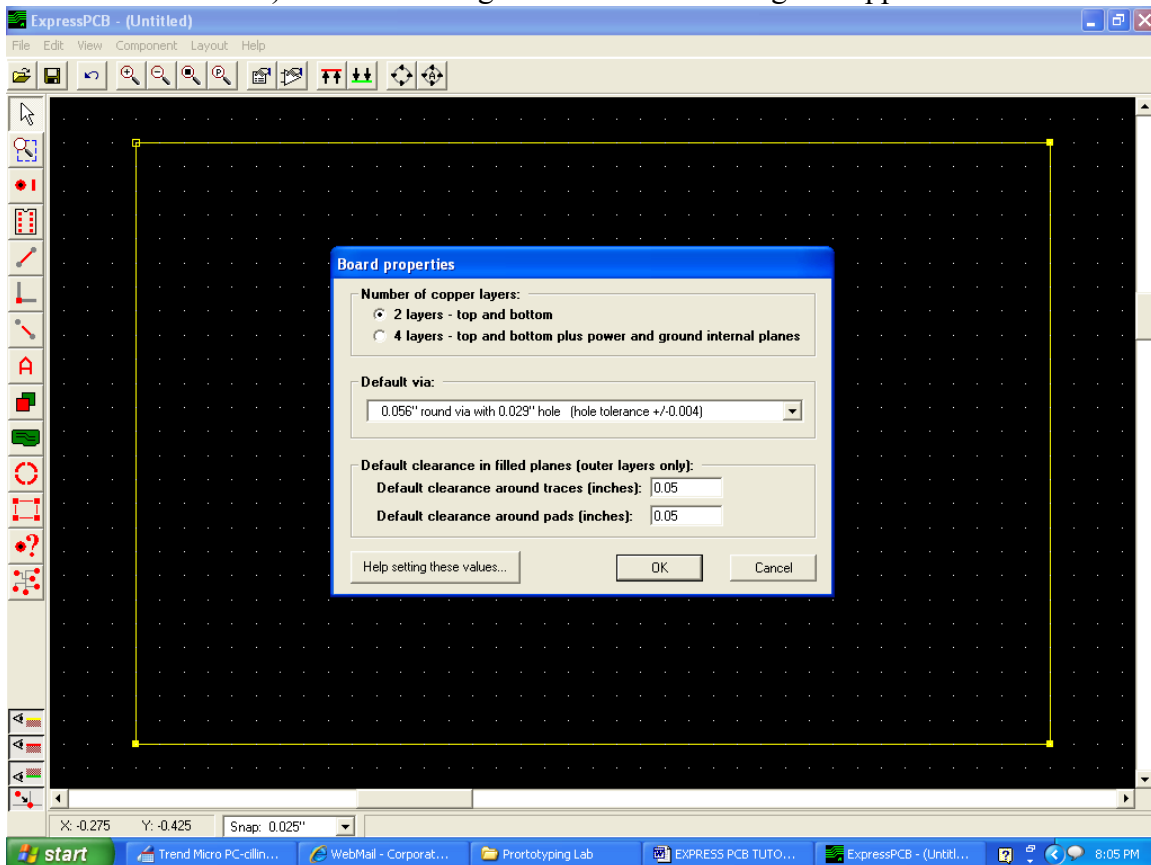 ExpressPCB - (Untitled)
File Edit View Component Layout Help
Board properties
Number of copper layers:
2 layers - top and bottom
4 layers - top and bottom plus power and ground internal planes
Default via:
0.056" round via with 0.029" hole (hole tolerance +/-0.004)
Default clearance in filled planes (outer layers only):
Default clearance around traces (inches): 0.05
Default clearance around pads (inches): 0.05
Help setting these values... OK Cancel
X: -0.275 Y: -0.425 Snap: 0.025"
start Trend Micro PC-cillin... WebMail - Corporat... Prortotyping Lab EXPRESS PCB TUTO... ExpressPCB - (Untitl... 8:05 PM